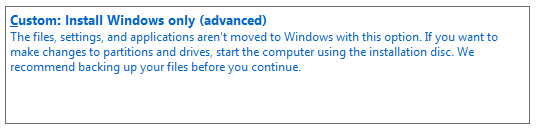 Custom: Install Windows only (advanced)
The files, settings, and applications aren't moved to Windows with this option. If you want to
make changes to partitions and drives, start the computer using the installation disc. We
recommend backing up your files before you continue.